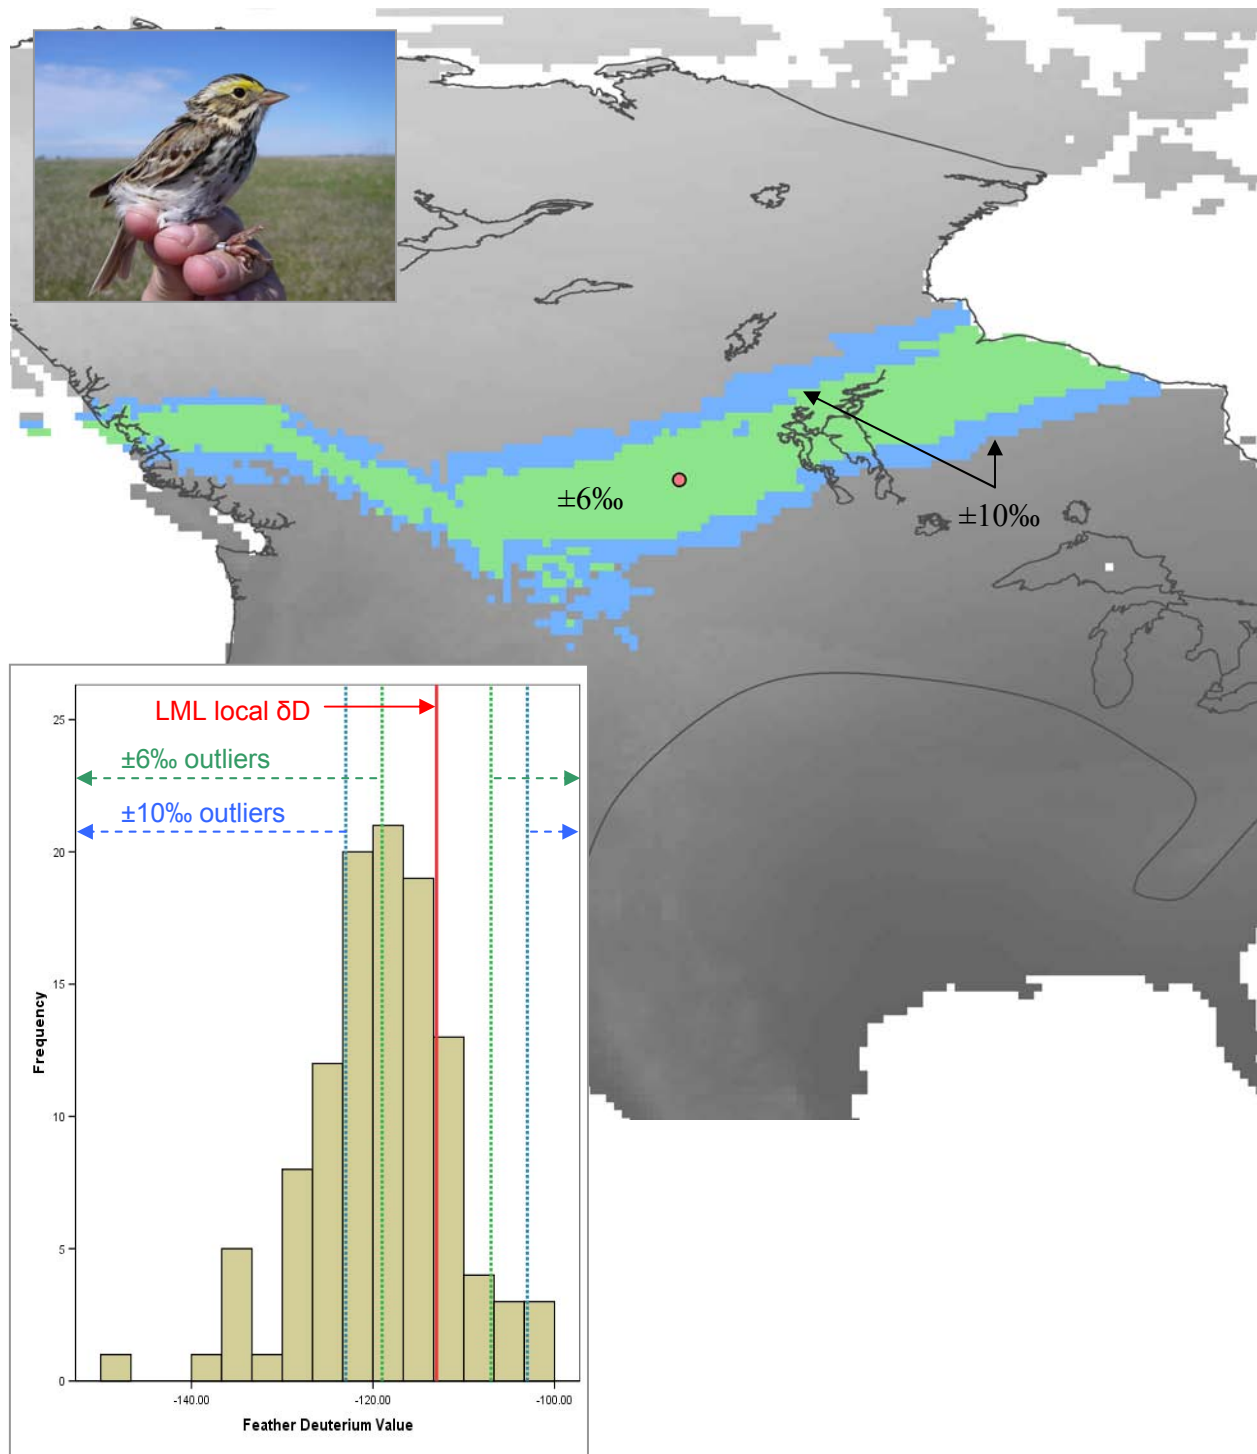 ±6‰
±10‰
LML local δD
±6‰ outliers
±10‰ outliers
25
20
15
10
5
0
Frequency
-140.00
-120.00
-100.00
Feather Deuterium Value